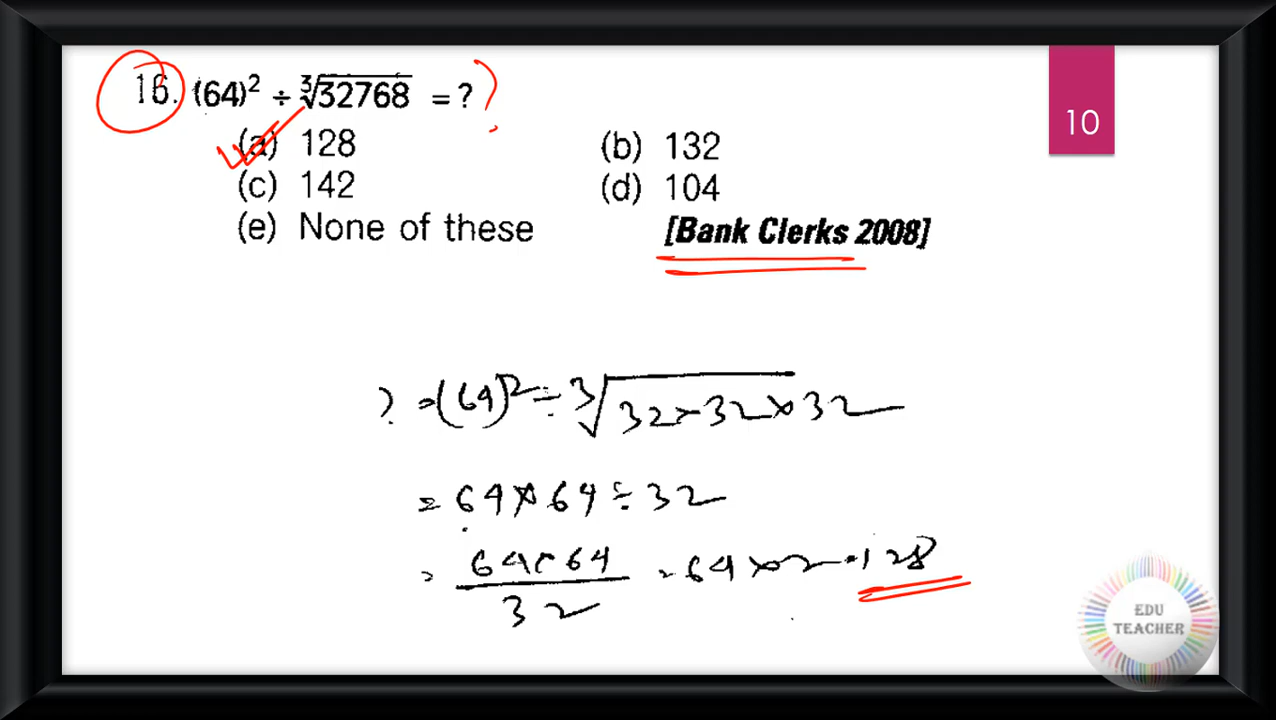 16. (64)² ÷ ∛32768 = ? ?
(a) 128 (b) 132
(c) 142 (d) 104
(e) None of these [Bank Clerks 2008]
10
? = (64)² ÷ ∛32×32×32
= 64×64÷32
= 64×64/32 = 64×2 = 128
EDU
TEACHER